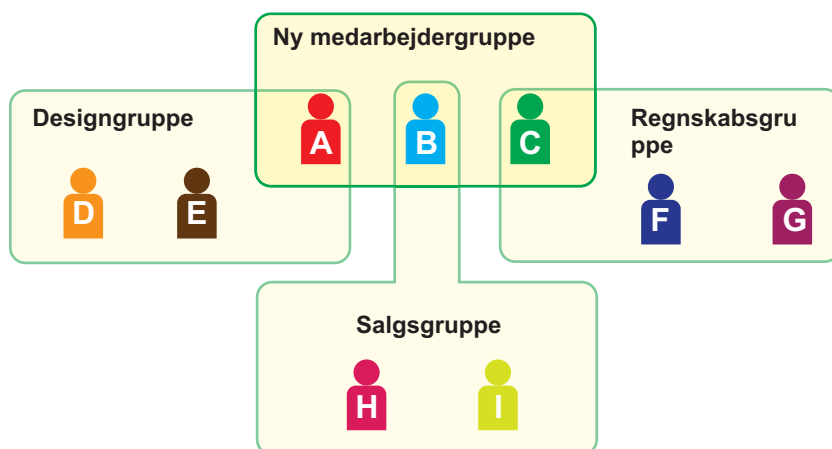 Ny medarbejdergruppe
Designgruppe
A
B
C
Regnskabsgru
ppe
D
E
F
G
Salgsgruppe
H
I